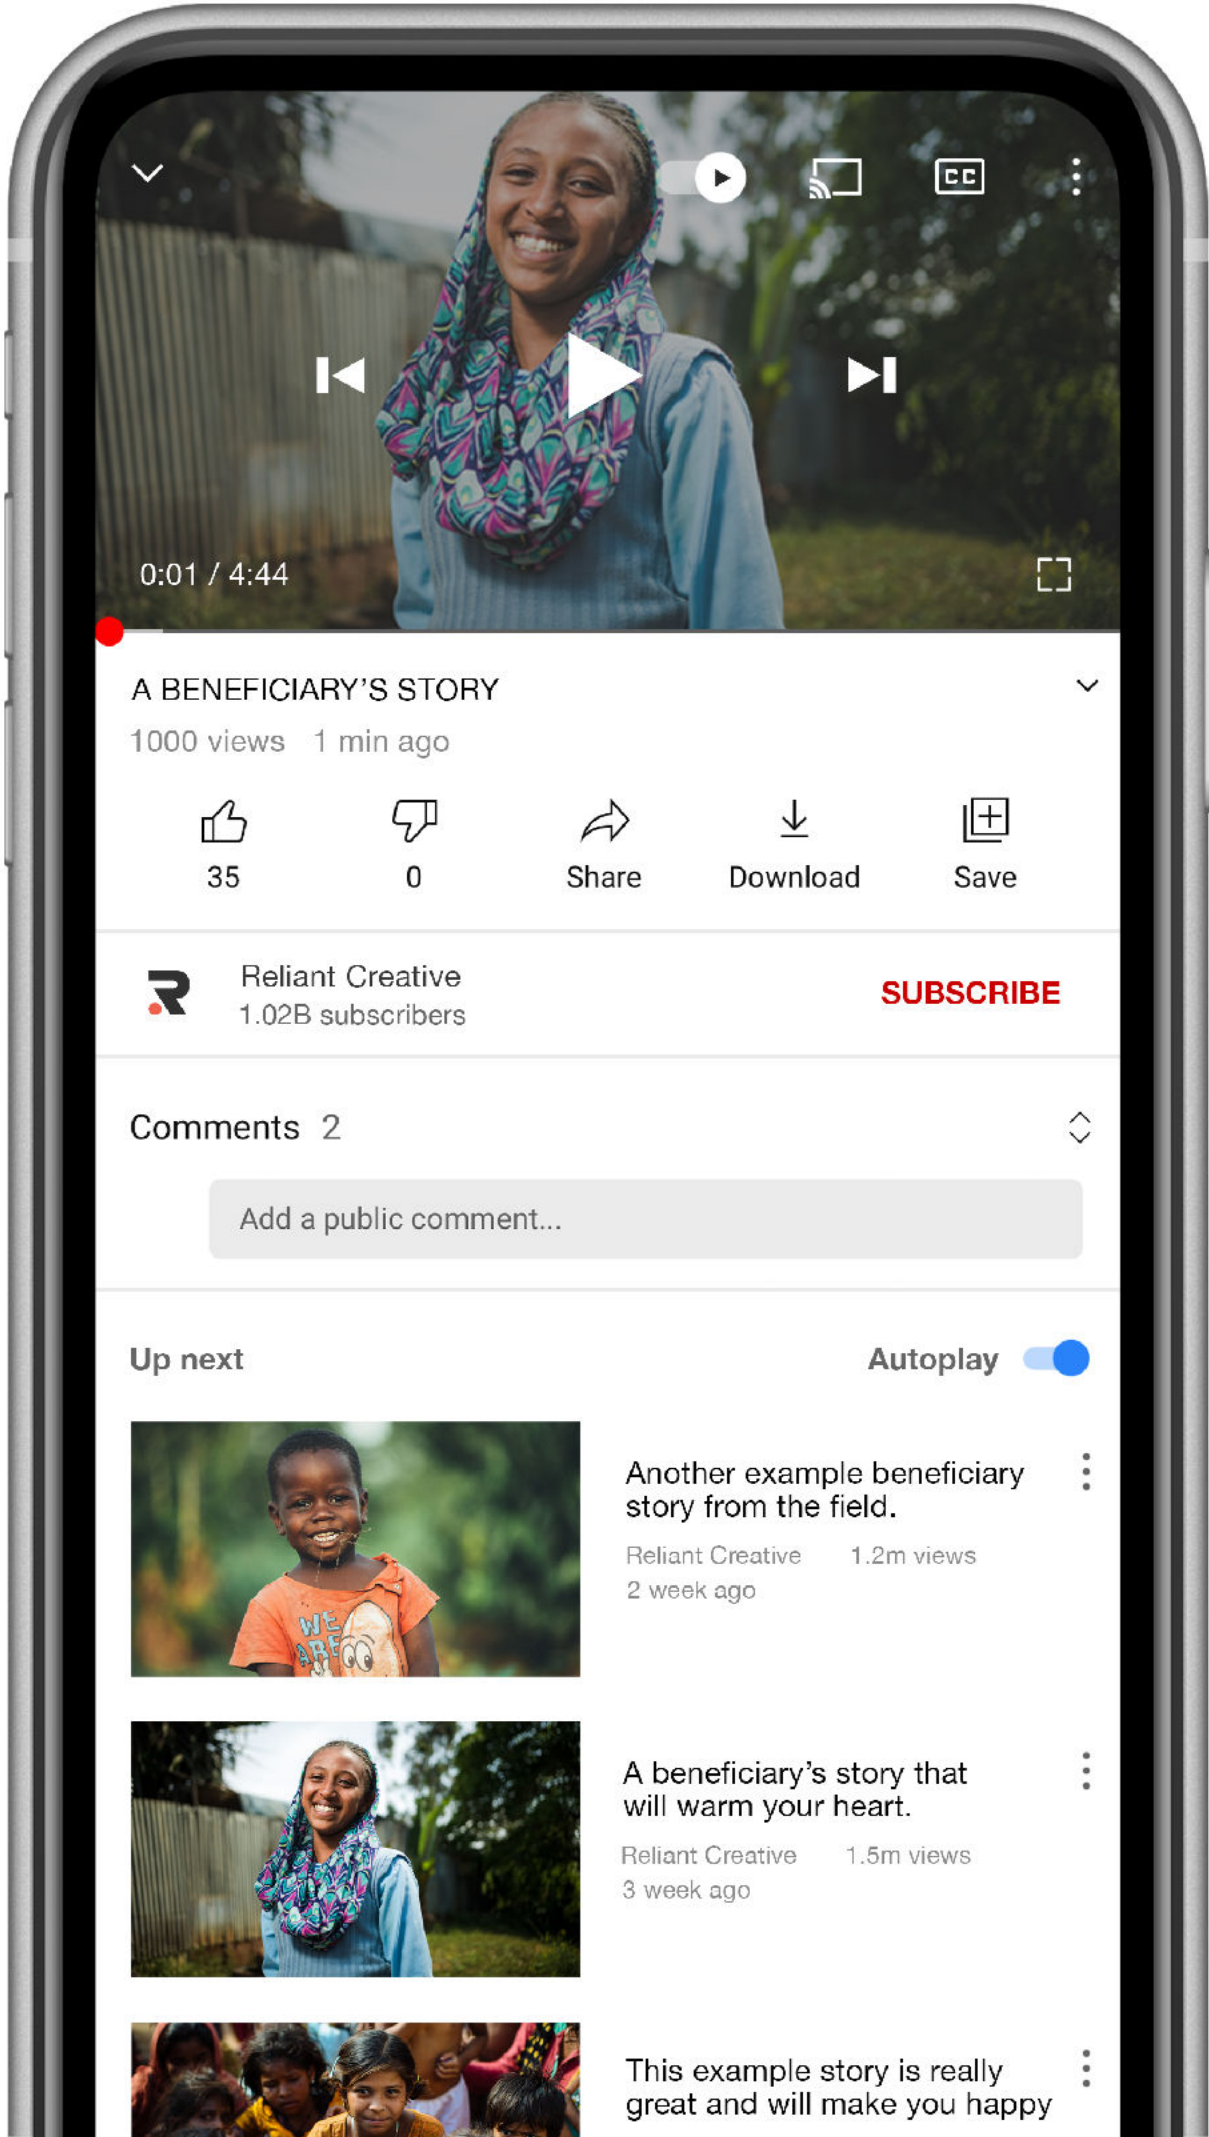 CC
0:01 / 4:44
A BENEFICIARY'S STORY
1000 views 1 min ago
35
0
Share
Download
Save
Reliant Creative
1.02B subscribers
SUBSCRIBE
Comments 2
Add a public comment...
Up next
Autoplay
WE
ARE
Another example beneficiary
story from the field.
Reliant Creative 1.2m views
2 week ago
A beneficiary's story that
will warm your heart.
Reliant Creative 1.5m views
3 week ago
This example story is really
great and will make you happy